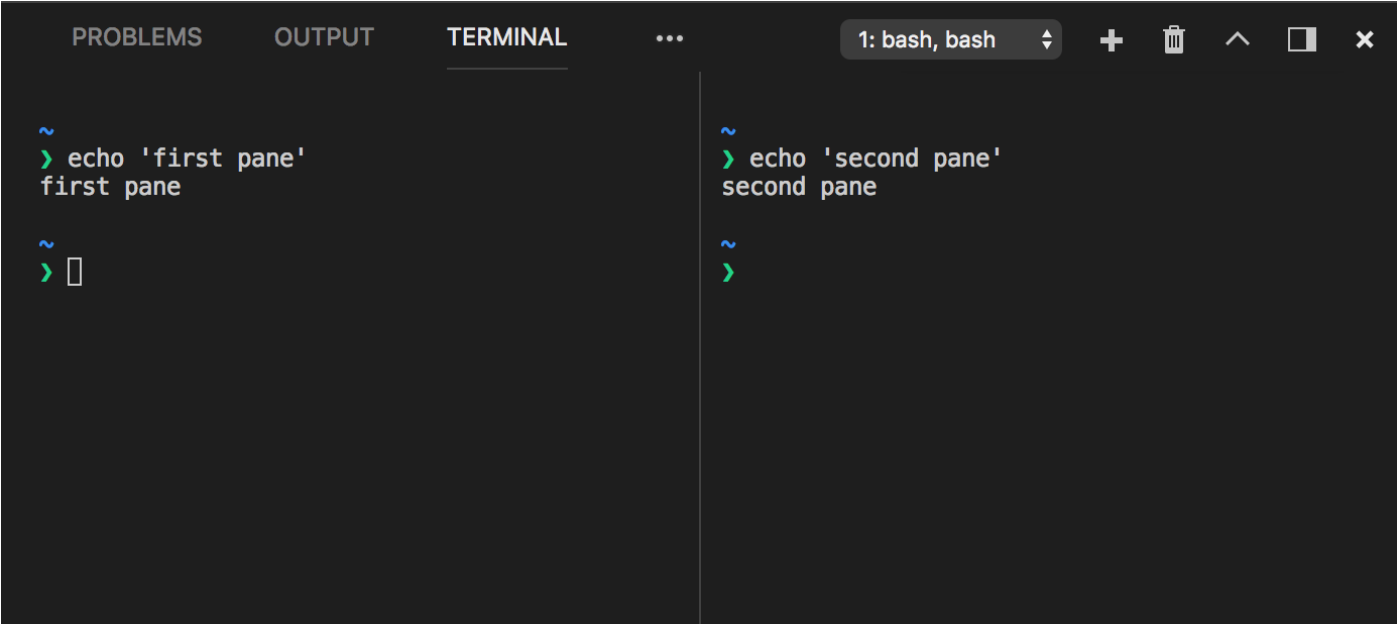 PROBLEMS OUTPUT TERMINAL ••• 1: bash, bash
~
❯ echo 'first pane'
first pane
~
❯
~
❯ echo 'second pane'
second pane
~
❯